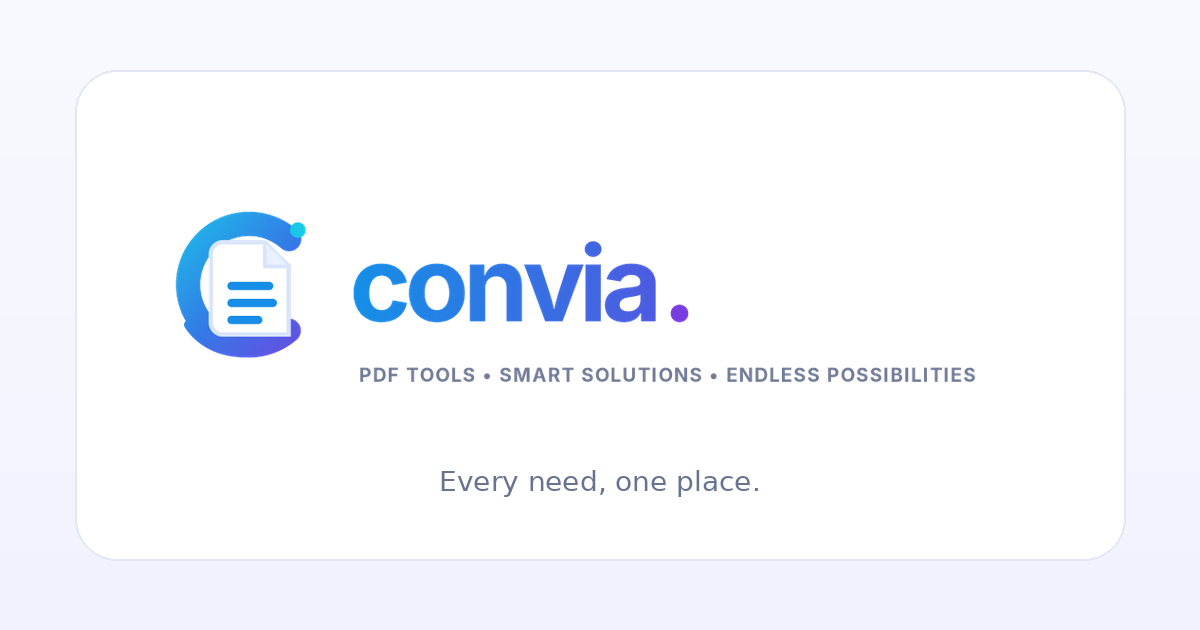 convia.
PDF TOOLS • SMART SOLUTIONS • ENDLESS POSSIBILITIES
Every need, one place.